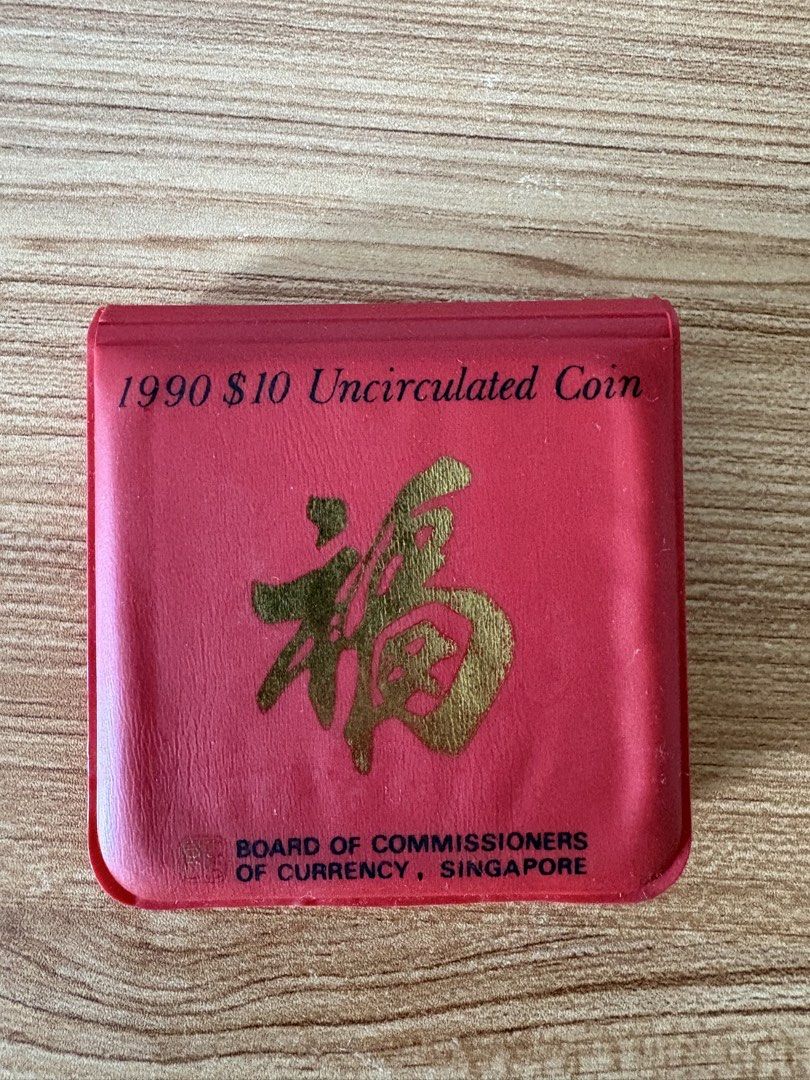 1990 $10 Uncirculated Coin
福
BOARD OF COMMISSIONERS
OF CURRENCY, SINGAPORE